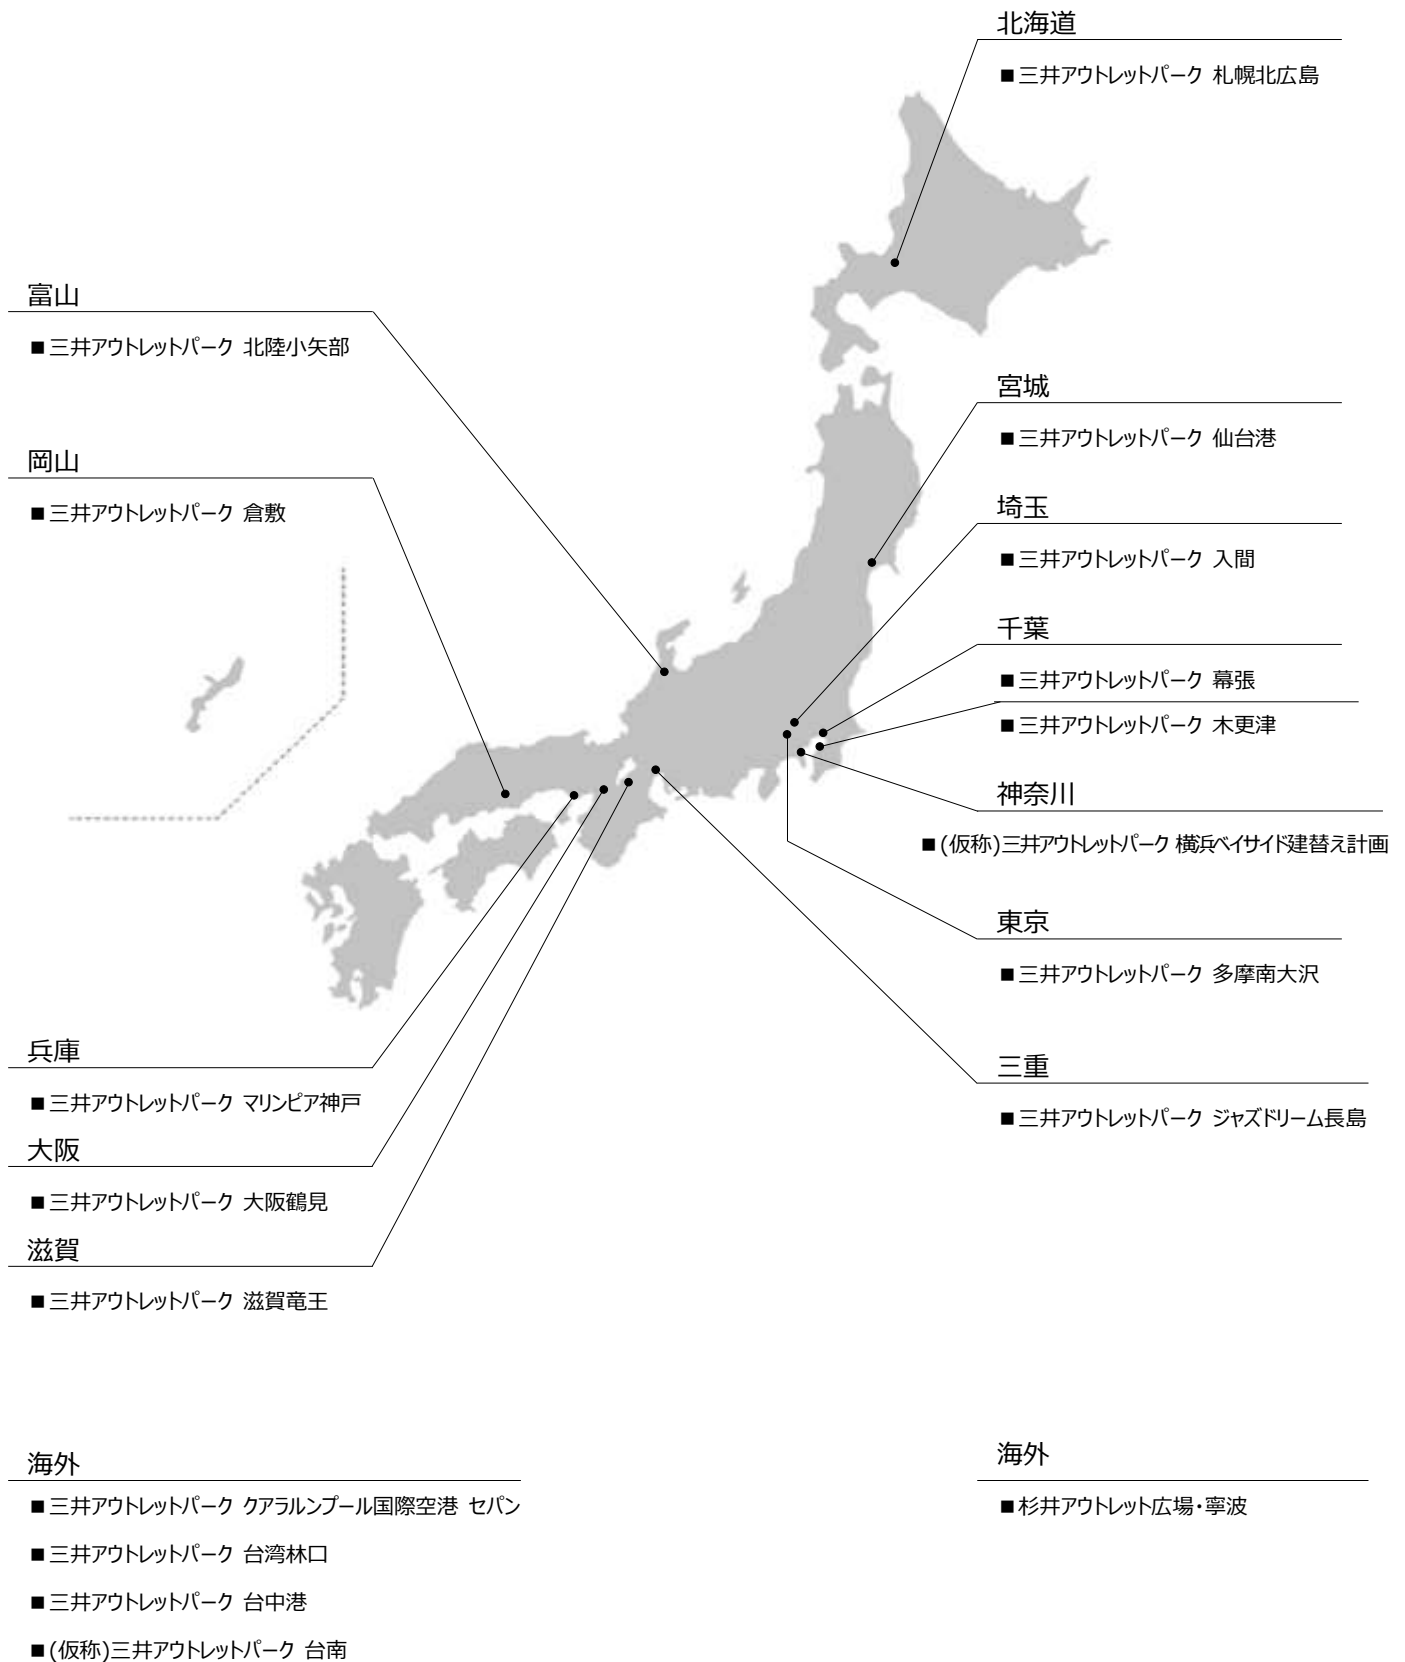 北海道
■三井アウトレットパーク 札幌北広島
富山
■三井アウトレットパーク 北陸小矢部
宮城
■三井アウトレットパーク 仙台港
岡山
■三井アウトレットパーク 倉敷
埼玉
■三井アウトレットパーク 入間
千葉
■三井アウトレットパーク 幕張
■三井アウトレットパーク 木更津
神奈川
■(仮称)三井アウトレットパーク 横浜ベイサイド建替え計画
東京
■三井アウトレットパーク 多摩南大沢
三重
■三井アウトレットパーク ジャズドリーム長島
兵庫
■三井アウトレットパーク マリンピア神戸
大阪
■三井アウトレットパーク 大阪鶴見
滋賀
■三井アウトレットパーク 滋賀竜王
海外
■三井アウトレットパーク クアラルンプール国際空港 セパン
■三井アウトレットパーク 台湾林口
■三井アウトレットパーク 台中港
■(仮称)三井アウトレットパーク 台南
海外
■杉井アウトレット広場・寧波